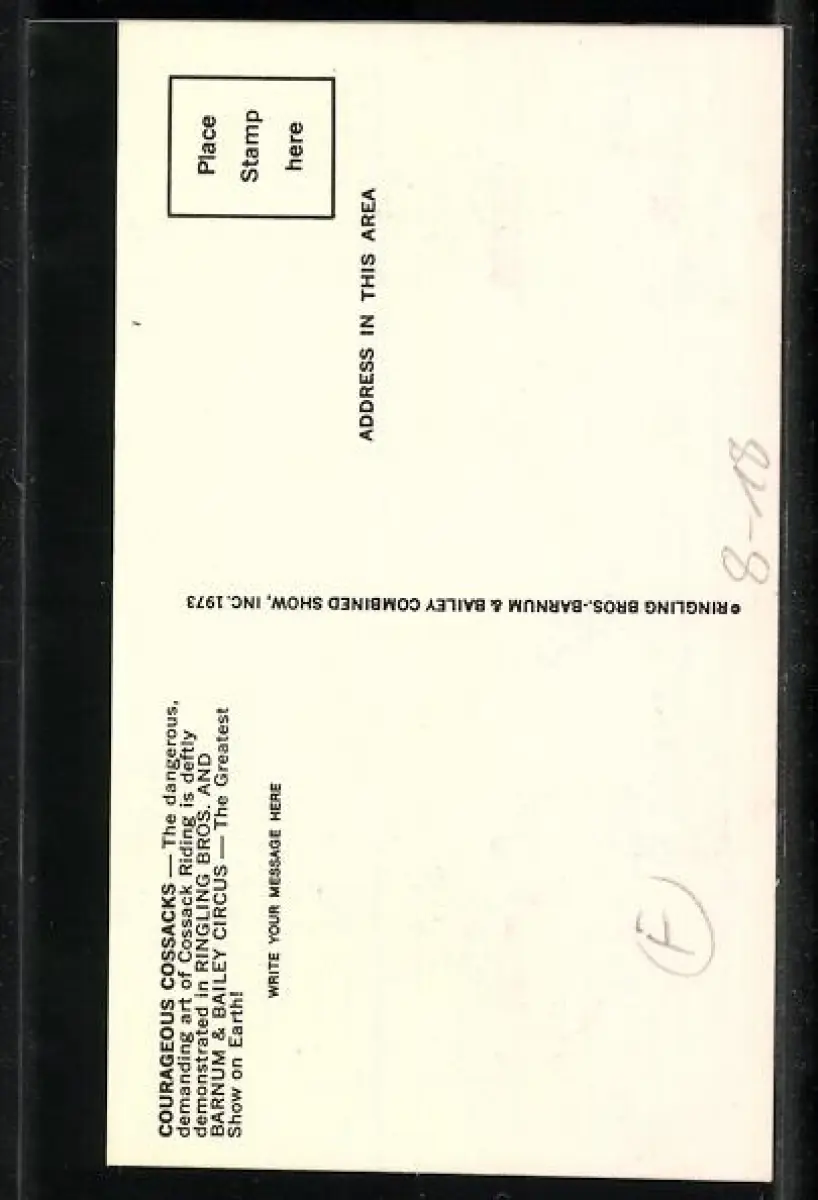 COURAGEOUS COSSACKS — The dangerous,
demanding art of Cossack Riding is deftly
demonstrated in RINGLING BROS. AND
BARNUM & BAILEY CIRCUS — The Greatest
Show on Earth!
WRITE YOUR MESSAGE HERE
©RINGLING BROS.-BARNUM & BAILEY COMBINED SHOW, INC. 1973
Place
Stamp
here
ADDRESS IN THIS AREA
F
8-18